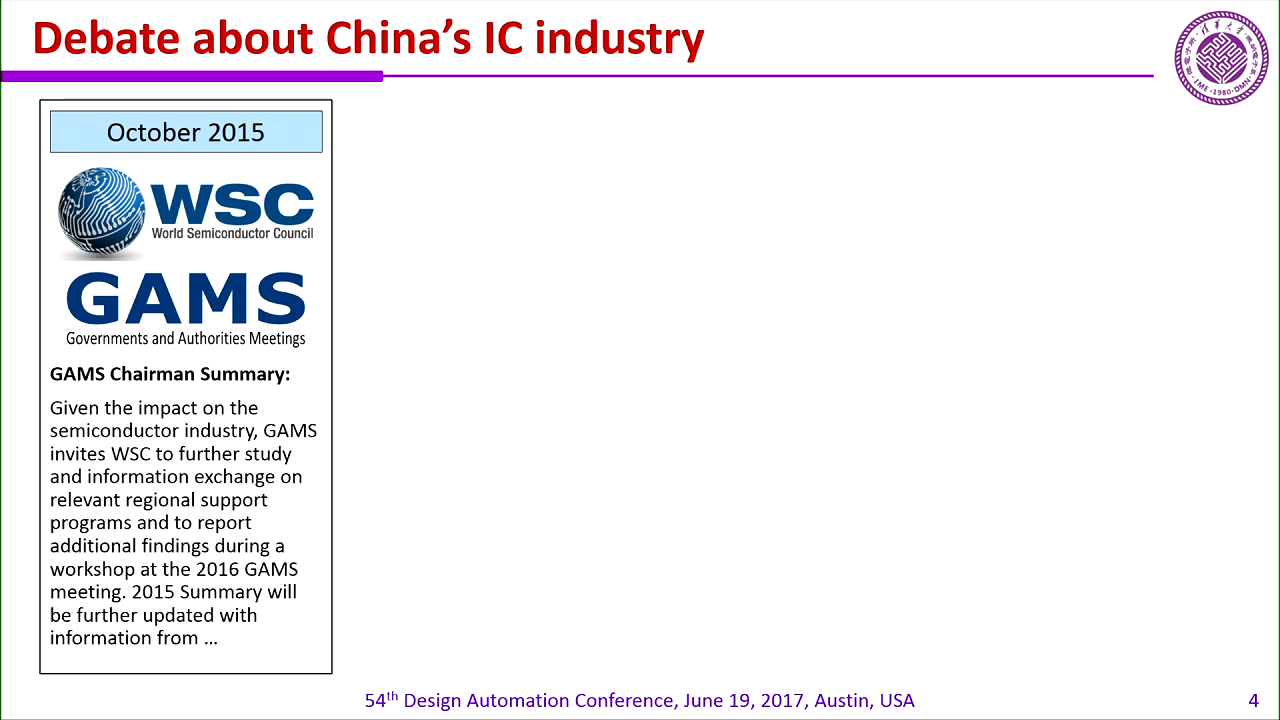 Debate about China's IC industry
October 2015
WSC
World Semiconductor Council
GAMS
Governments and Authorities Meetings
GAMS Chairman Summary:
Given the impact on the
semiconductor industry, GAMS
invites WSC to further study
and information exchange on
relevant regional support
programs and to report
additional findings during a
workshop at the 2016 GAMS
meeting. 2015 Summary will
be further updated with
information from ...
·IME·1980·DMN·
54th Design Automation Conference, June 19, 2017, Austin, USA
4